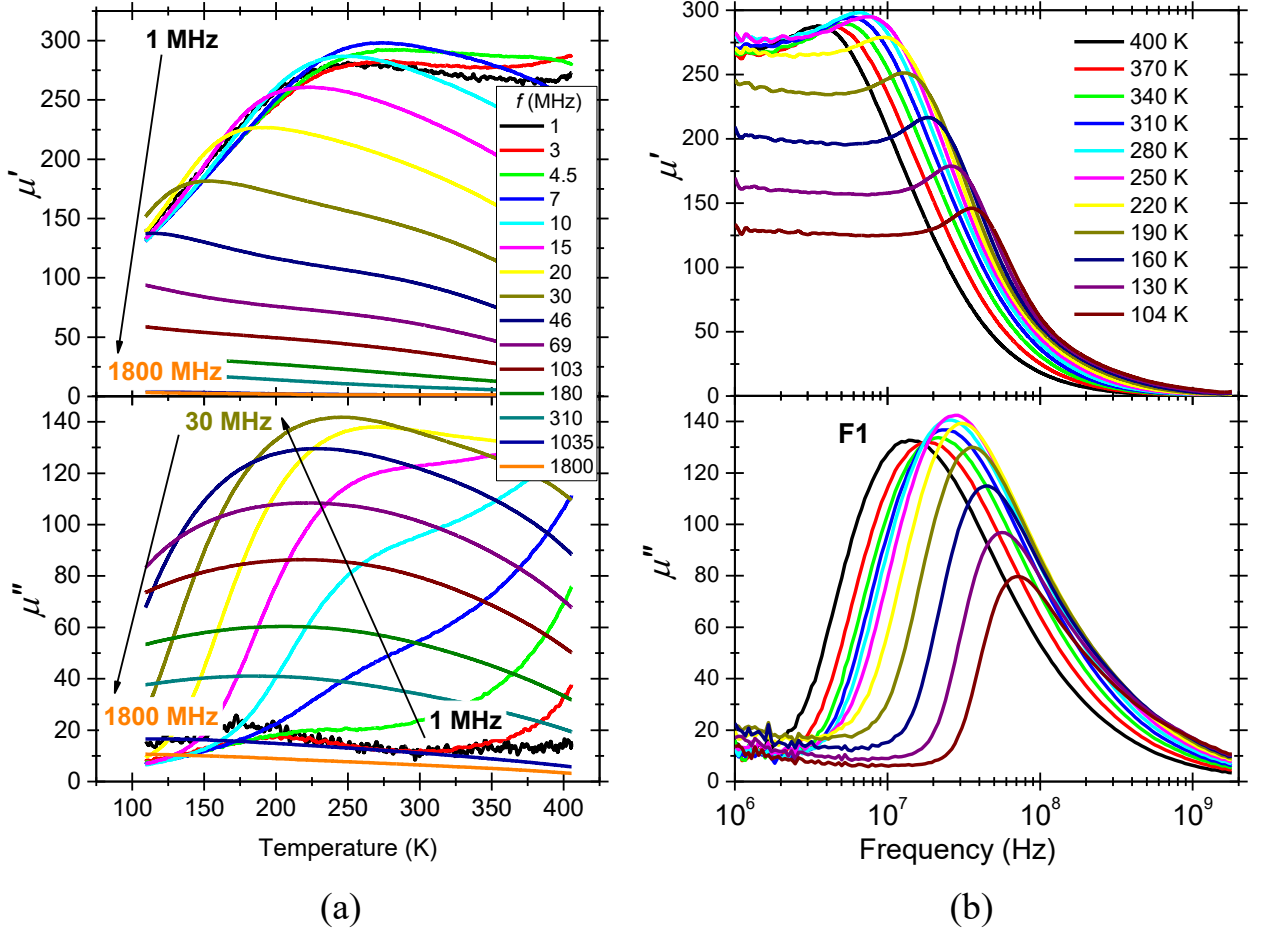 300
250
200
150
100
50
0
μ'
1 MHz
1800 MHz
f (MHz)
1
3
4.5
7
10
15
20
30
46
69
103
180
310
1035
1800
140
120
100
80
60
40
20
0
μ''
30 MHz
1800 MHz
1 MHz
100 150 200 250 300 350 400
Temperature (K)
(a)
300
250
200
150
100
50
0
μ'
400 K
370 K
340 K
310 K
280 K
250 K
220 K
190 K
160 K
130 K
104 K
140
120
100
80
60
40
20
0
μ''
F1
10^6 10^7 10^8 10^9
Frequency (Hz)
(b)